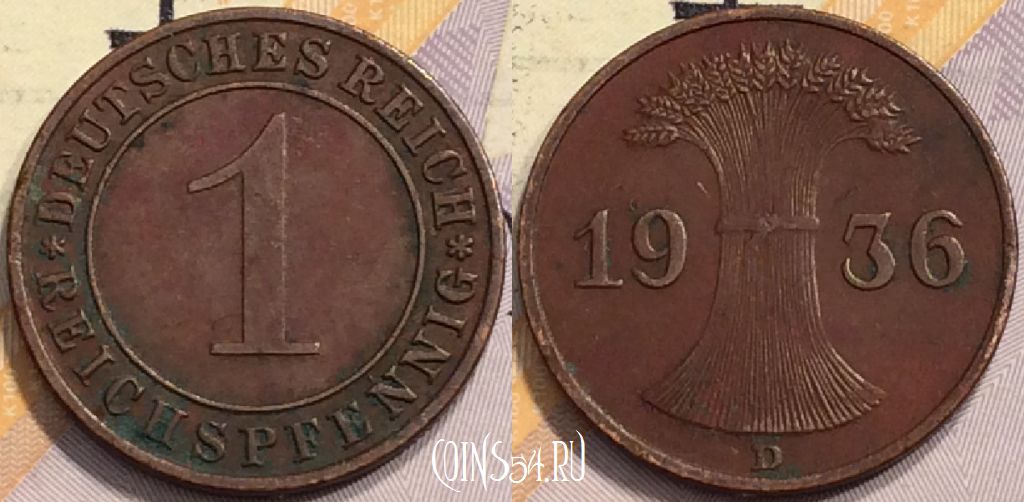 * DEUTSCHES REICH *
REICHSPFENNIG
1
19 36
D
COINS54.RU